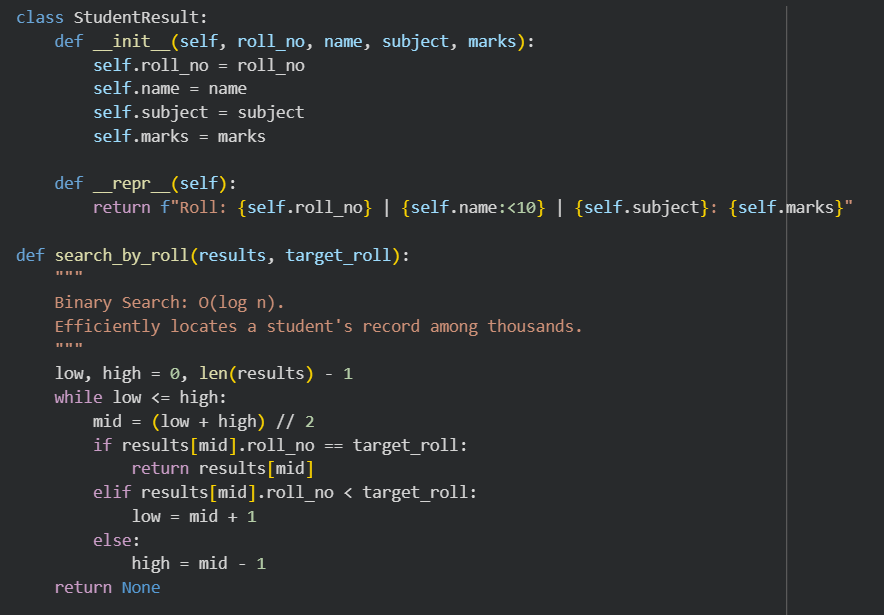 class StudentResult:
    def __init__(self, roll_no, name, subject, marks):
        self.roll_no = roll_no
        self.name = name
        self.subject = subject
        self.marks = marks

    def __repr__(self):
        return f"Roll: {self.roll_no} | {self.name:<10} | {self.subject}: {self.marks}"

def search_by_roll(results, target_roll):
    """
    Binary Search: O(log n).
    Efficiently locates a student's record among thousands.
    """
    low, high = 0, len(results) - 1
    while low <= high:
        mid = (low + high) // 2
        if results[mid].roll_no == target_roll:
            return results[mid]
        elif results[mid].roll_no < target_roll:
            low = mid + 1
        else:
            high = mid - 1
    return None